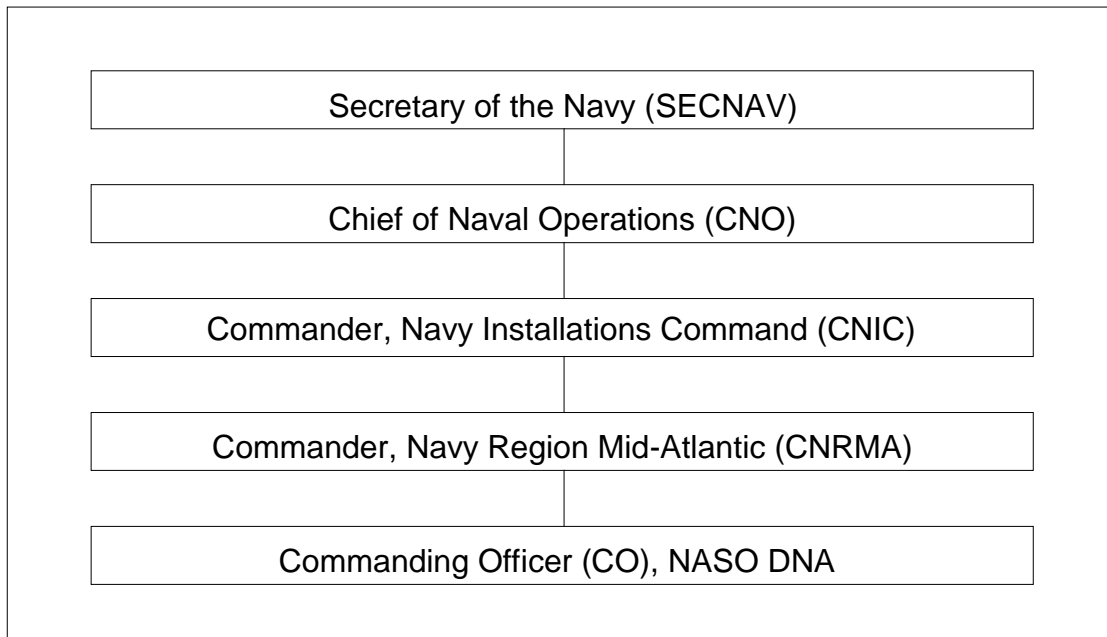 Secretary of the Navy (SECNAV)
Chief of Naval Operations (CNO)
Commander, Navy Installations Command (CNIC)
Commander, Navy Region Mid-Atlantic (CNRMA)
Commanding Officer (CO), NASO DNA